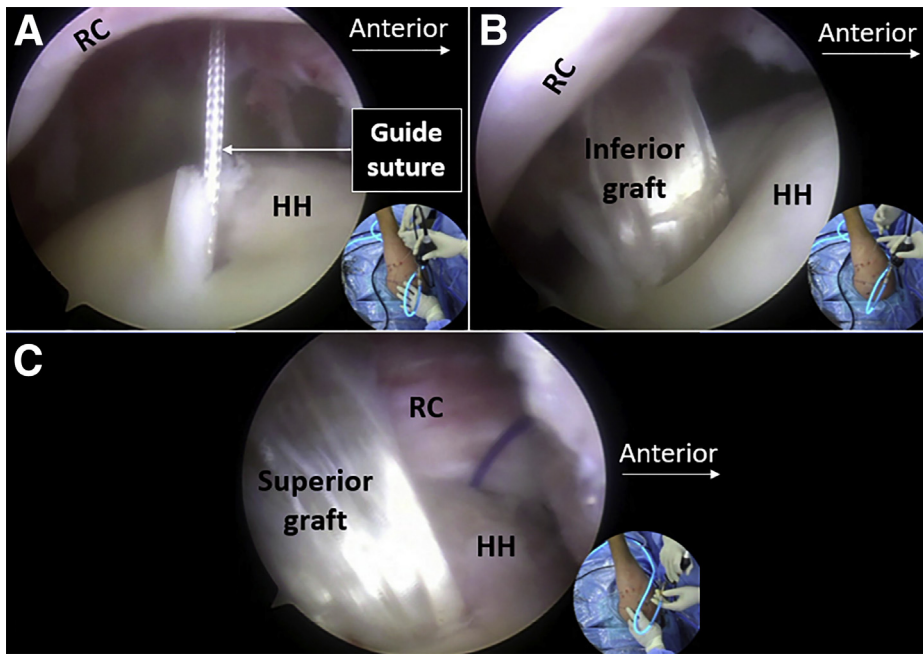 A
RC
Anterior
Guide
suture
HH
B
RC
Anterior
Inferior
graft
HH
C
RC
Anterior
Superior
graft
HH